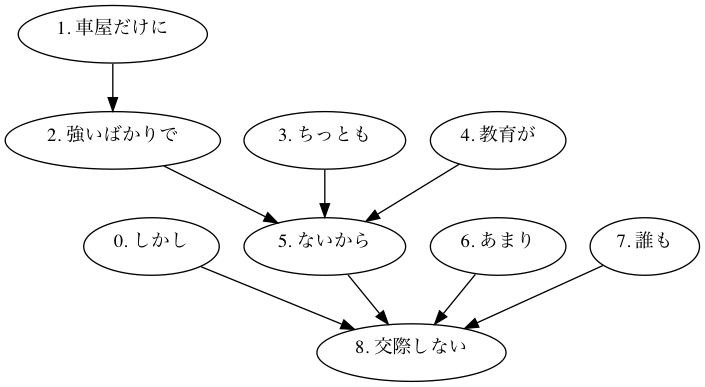 1. 車屋だけに
2. 強いばかりで
3. ちっとも
4. 教育が
0. しかし
5. ないから
6. あまり
7. 誰も
8. 交際しない